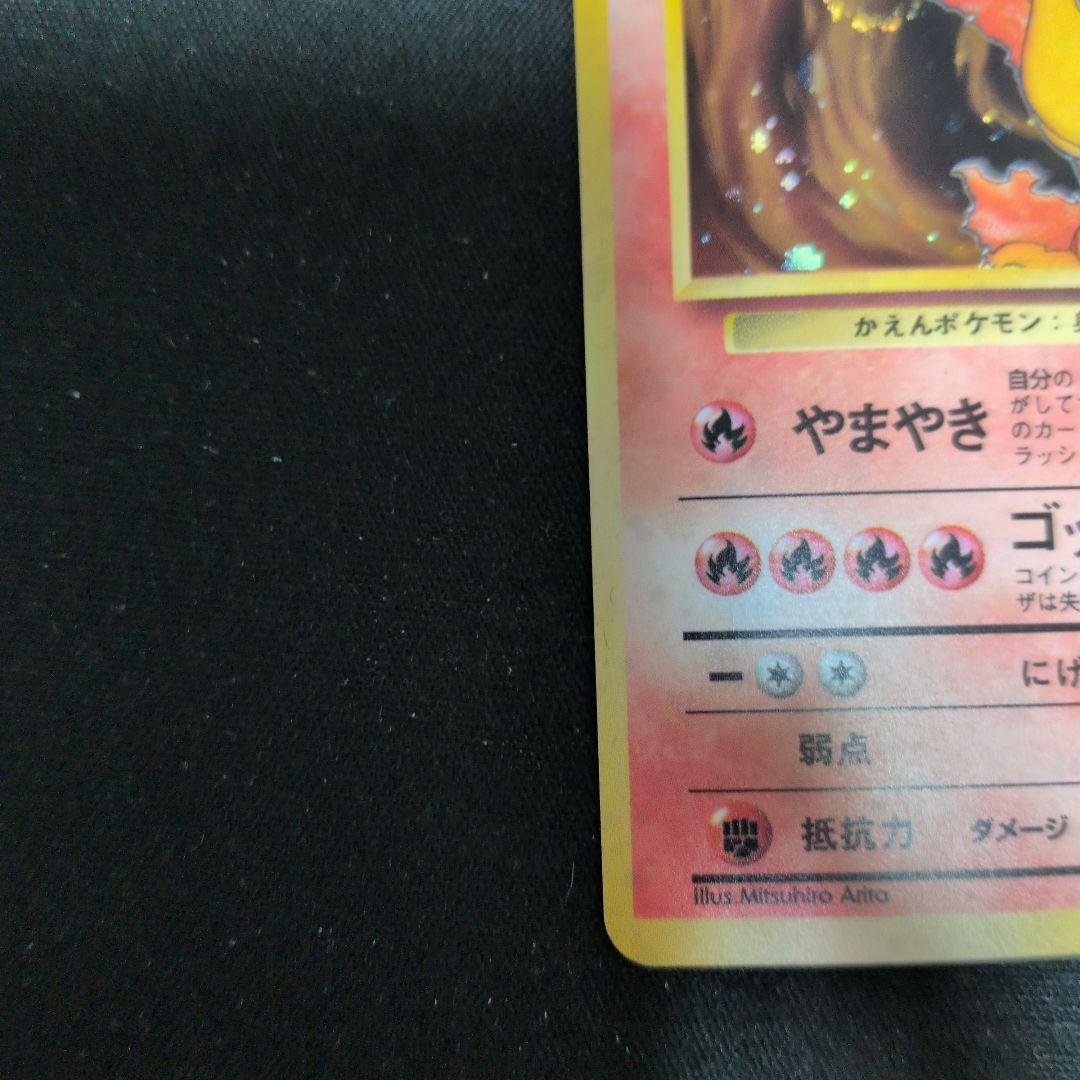 かえんポケモン：
やまやき
自分の
がして
のカー
ラッシ
ゴッ
コイン
ザは失
にげ
弱点
抵抗力 ダメージ
Illus. Mitsuhiro Arita